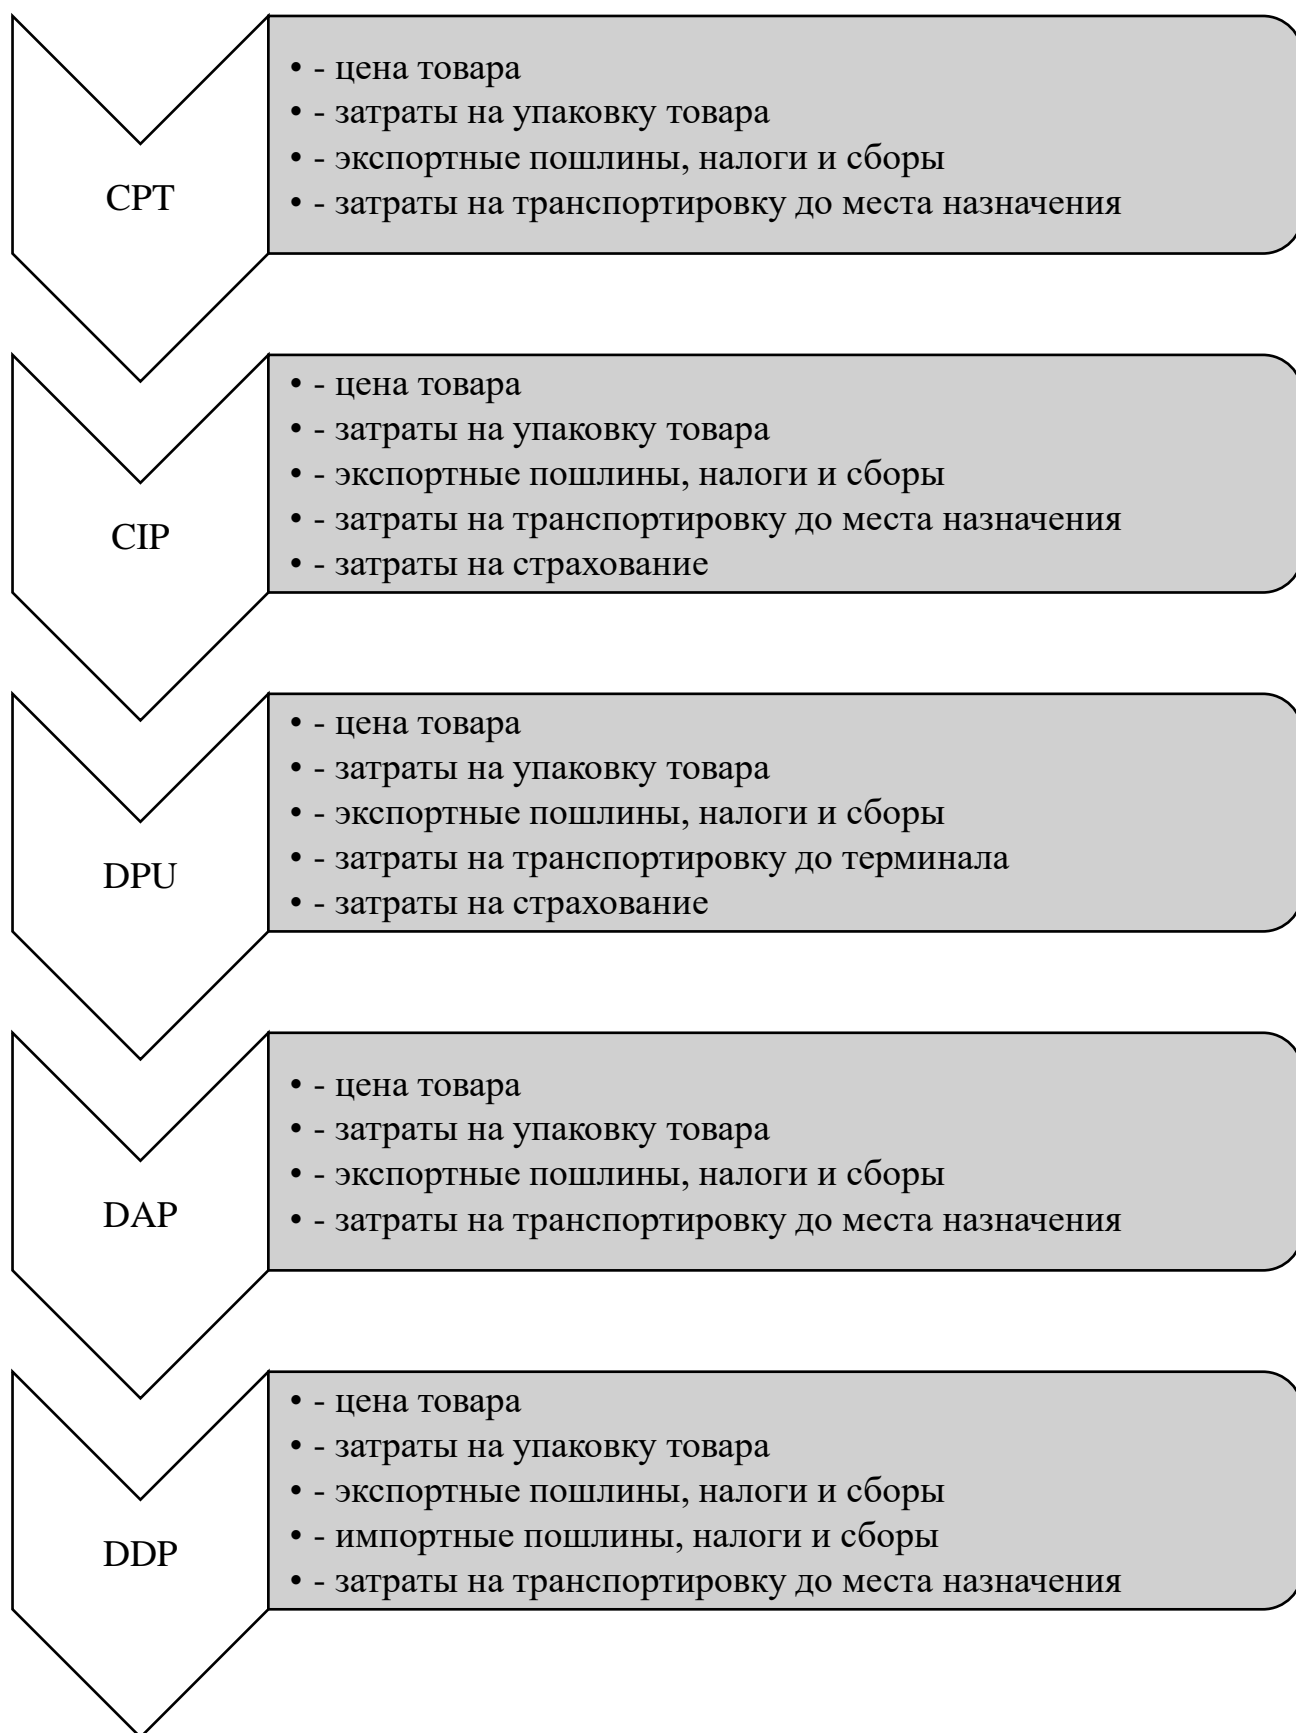 CPT
• - цена товара
• - затраты на упаковку товара
• - экспортные пошлины, налоги и сборы
• - затраты на транспортировку до места назначения
CIP
• - цена товара
• - затраты на упаковку товара
• - экспортные пошлины, налоги и сборы
• - затраты на транспортировку до места назначения
• - затраты на страхование
DPU
• - цена товара
• - затраты на упаковку товара
• - экспортные пошлины, налоги и сборы
• - затраты на транспортировку до терминала
• - затраты на страхование
DAP
• - цена товара
• - затраты на упаковку товара
• - экспортные пошлины, налоги и сборы
• - затраты на транспортировку до места назначения
DDP
• - цена товара
• - затраты на упаковку товара
• - экспортные пошлины, налоги и сборы
• - импортные пошлины, налоги и сборы
• - затраты на транспортировку до места назначения